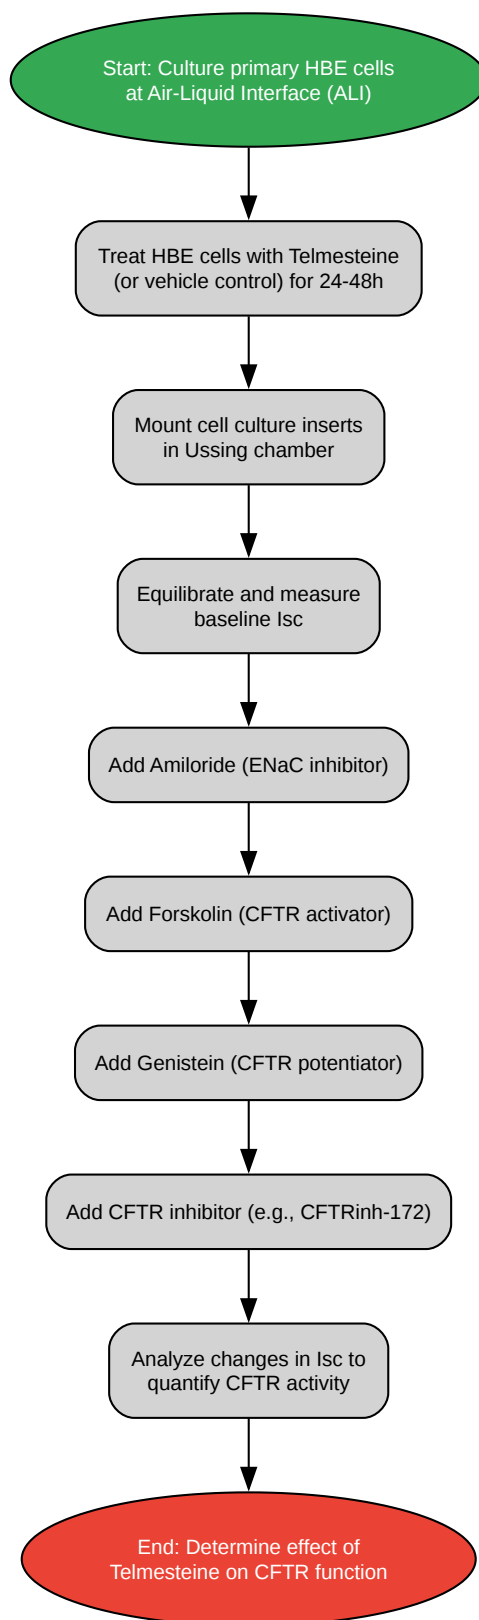 Start: Culture primary HBE cells
at Air-Liquid Interface (ALI)
Treat HBE cells with Telmesteine
(or vehicle control) for 24-48h
Mount cell culture inserts
in Ussing chamber
Equilibrate and measure
baseline Isc
Add Amiloride (ENaC inhibitor)
Add Forskolin (CFTR activator)
Add Genistein (CFTR potentiator)
Add CFTR inhibitor (e.g., CFTRinh-172)
Analyze changes in Isc to
quantify CFTR activity
End: Determine effect of
Telmesteine on CFTR function